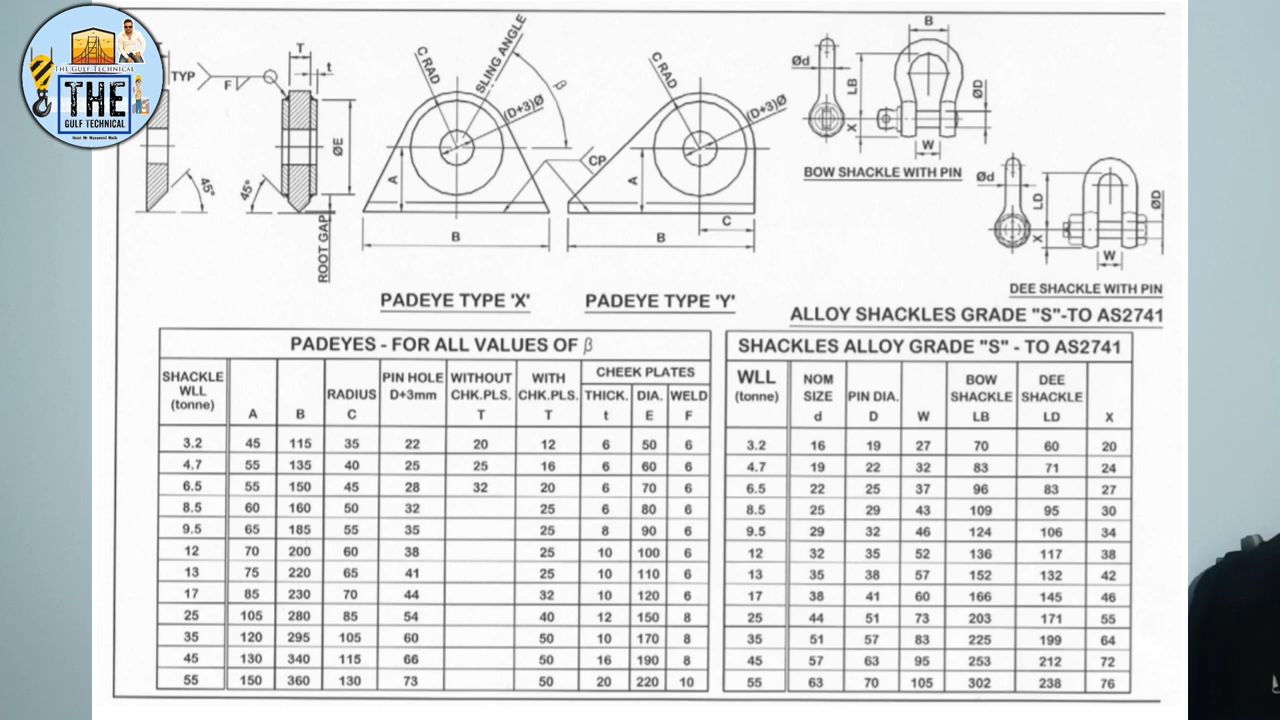 THE GULF TECHNICAL
THE
GULF TECHNICAL
TYP
F
T
t
ØE
45°
45°
ROOT GAP
C RAD
SLING ANGLE
β
(D+3)Ø
A
B
CP
C RAD
(D+3)Ø
A
C
B
PADEYE TYPE 'X'
PADEYE TYPE 'Y'
Ød
B
LB
ØD
X
W
BOW SHACKLE WITH PIN
Ød
LD
ØD
X
W
DEE SHACKLE WITH PIN
ALLOY SHACKLES GRADE "S"-TO AS2741
PADEYES - FOR ALL VALUES OF β
SHACKLE WLL (tonne) A B RADIUS C PIN HOLE D+3mm WITHOUT CHK.PLS. T WITH CHK.PLS. T CHEEK PLATES THICK. t DIA. E WELD F
3.2 45 115 35 22 20 12 6 50 6
4.7 55 135 40 25 25 16 6 60 6
6.5 55 150 45 28 32 20 6 70 6
8.5 60 160 50 32 25 6 80 6
9.5 65 185 55 35 25 8 90 6
12 70 200 60 38 25 10 100 6
13 75 220 65 41 25 10 110 6
17 85 230 70 44 32 10 120 6
25 105 280 85 54 40 12 150 8
35 120 295 105 60 50 10 170 8
45 130 340 115 66 50 16 190 8
55 150 360 130 73 50 20 220 10
SHACKLES ALLOY GRADE "S" - TO AS2741
WLL (tonne) NOM SIZE d PIN DIA. D W BOW SHACKLE LB DEE SHACKLE LD X
3.2 16 19 27 70 60 20
4.7 19 22 32 83 71 24
6.5 22 25 37 96 83 27
8.5 25 29 43 109 95 30
9.5 29 32 46 124 106 34
12 32 35 52 136 117 38
13 35 38 57 152 132 42
17 38 41 60 166 145 46
25 44 51 73 203 171 55
35 51 57 83 225 199 64
45 57 63 95 253 212 72
55 63 70 105 302 238 76